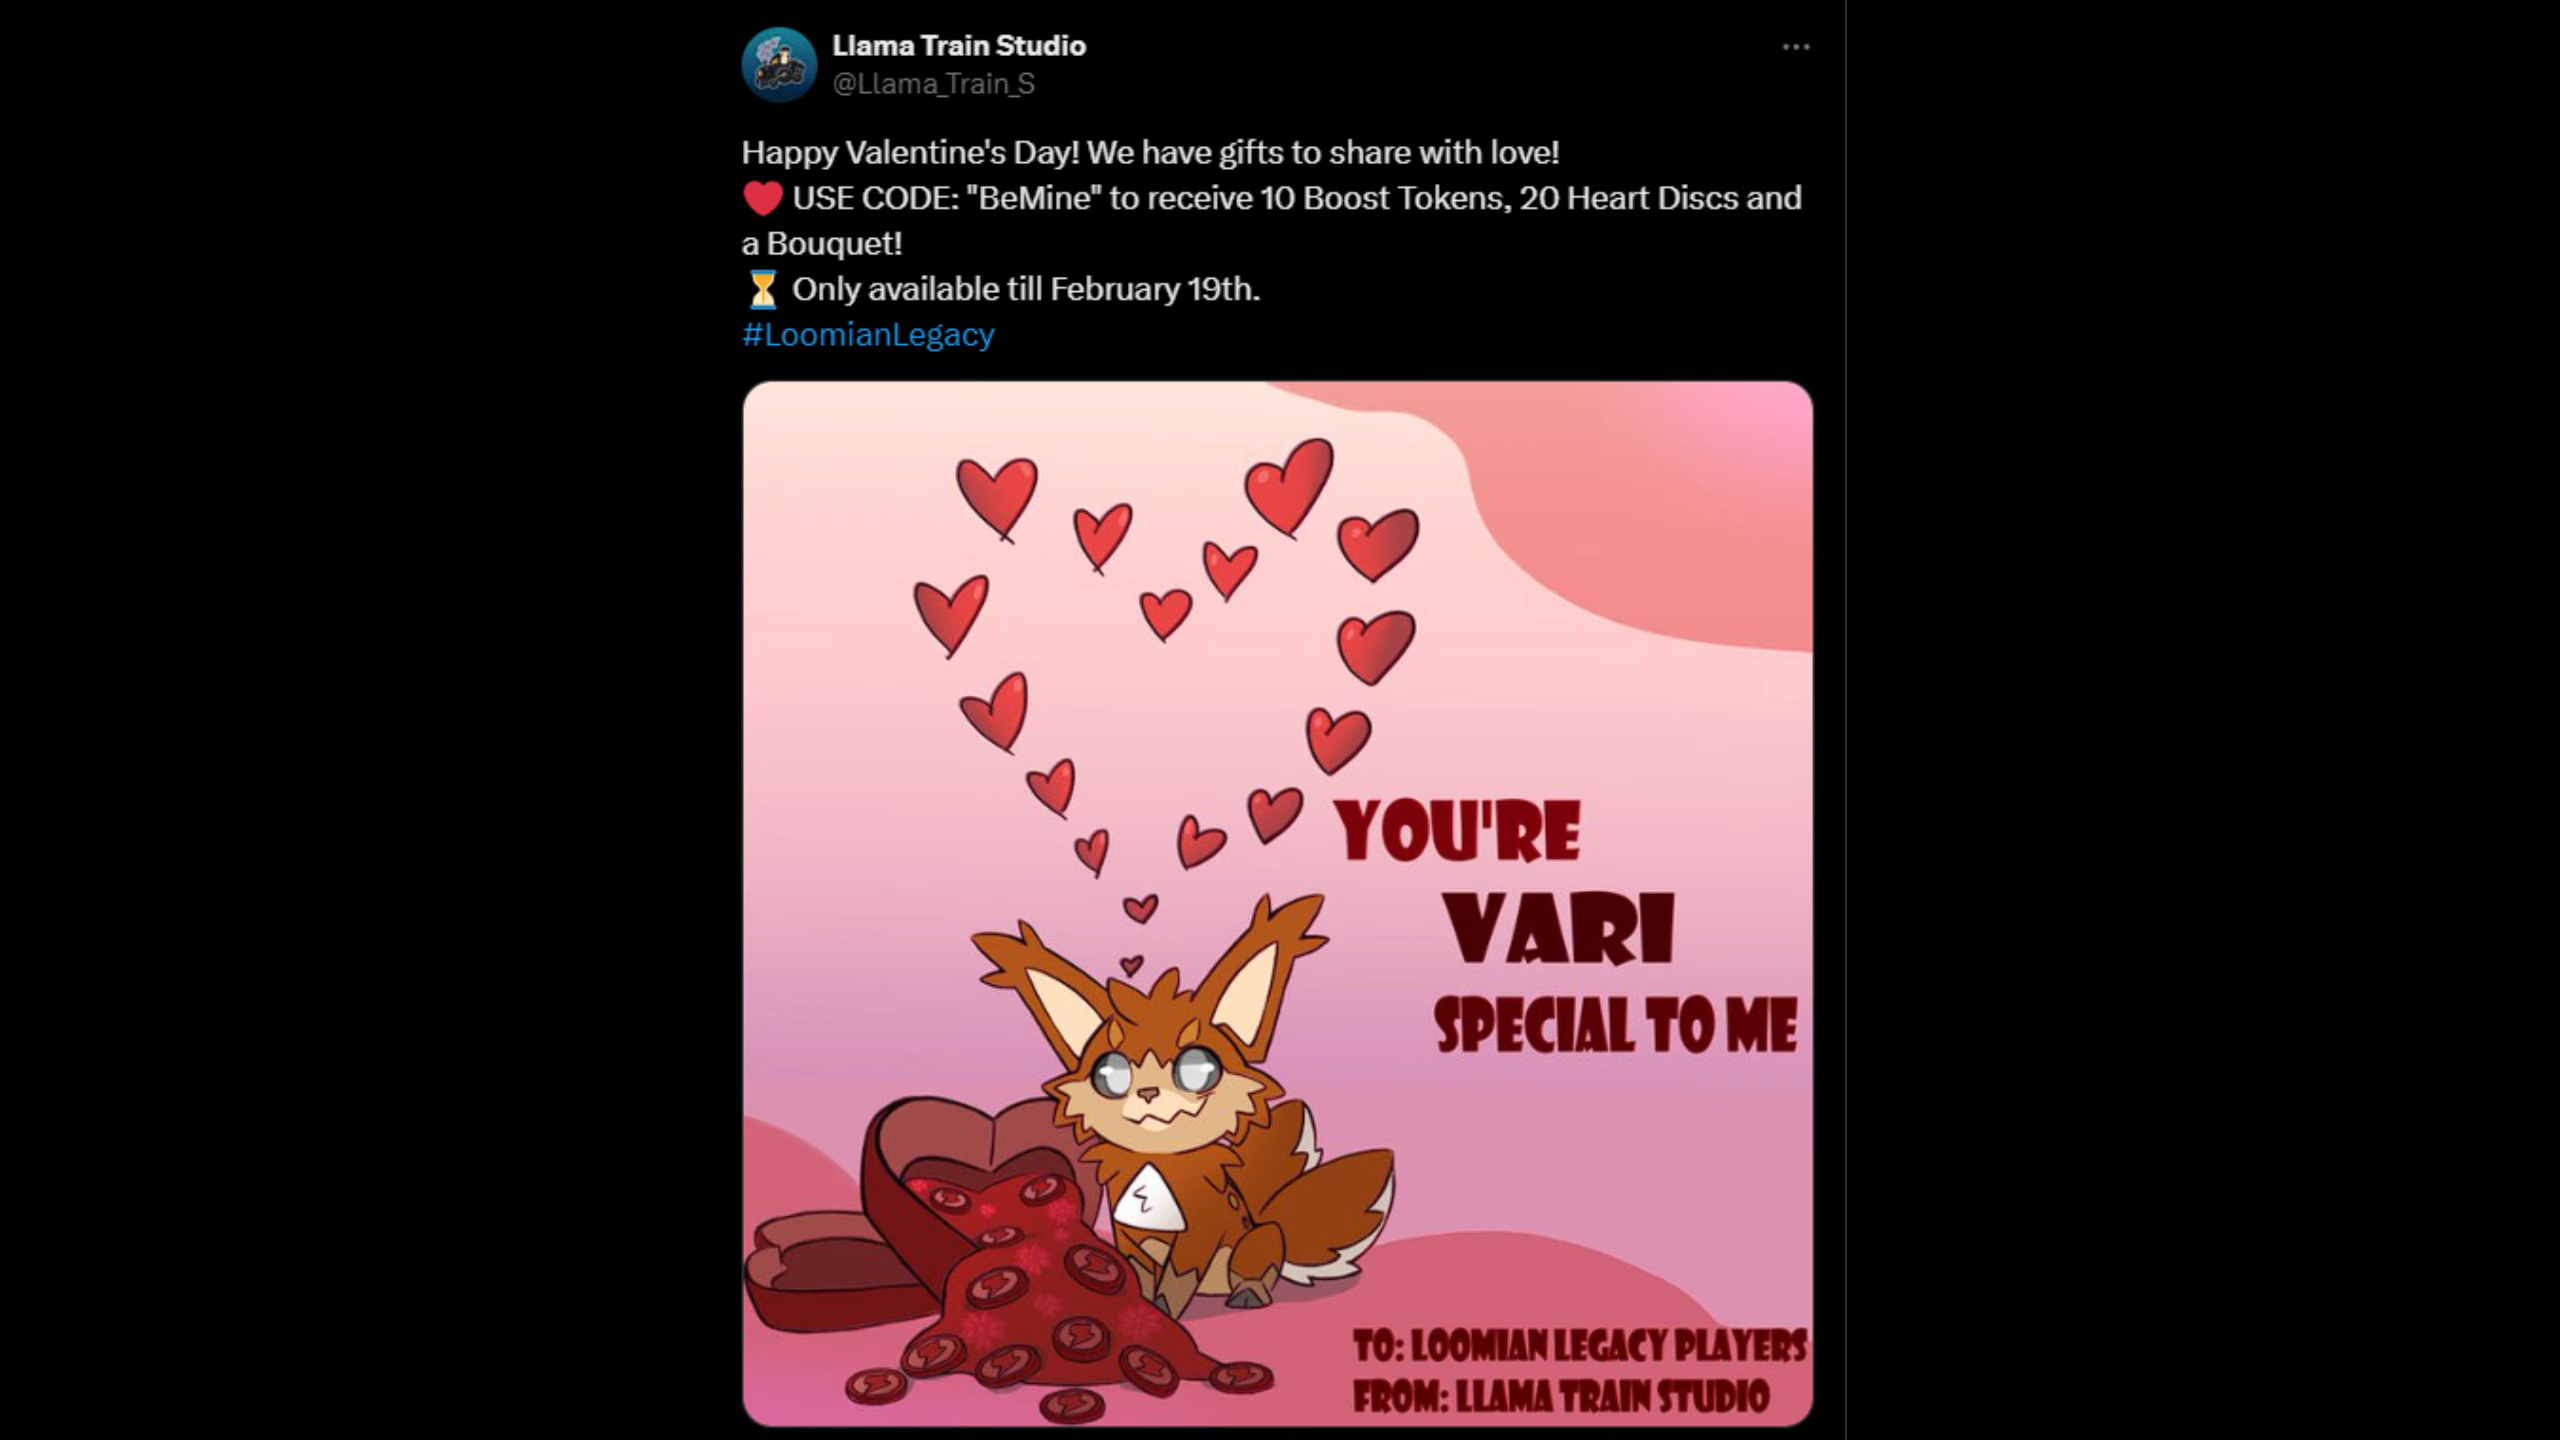 Llama Train Studio
@Llama_Train_S
Happy Valentine's Day! We have gifts to share with love!
❤️ USE CODE: "BeMine" to receive 10 Boost Tokens, 20 Heart Discs and
a Bouquet!
⏳ Only available till February 19th.
#LoomianLegacy
YOU'RE
VARI
SPECIAL TO ME
TO: LOOMIAN LEGACY PLAYERS
FROM: LLAMA TRAIN STUDIO